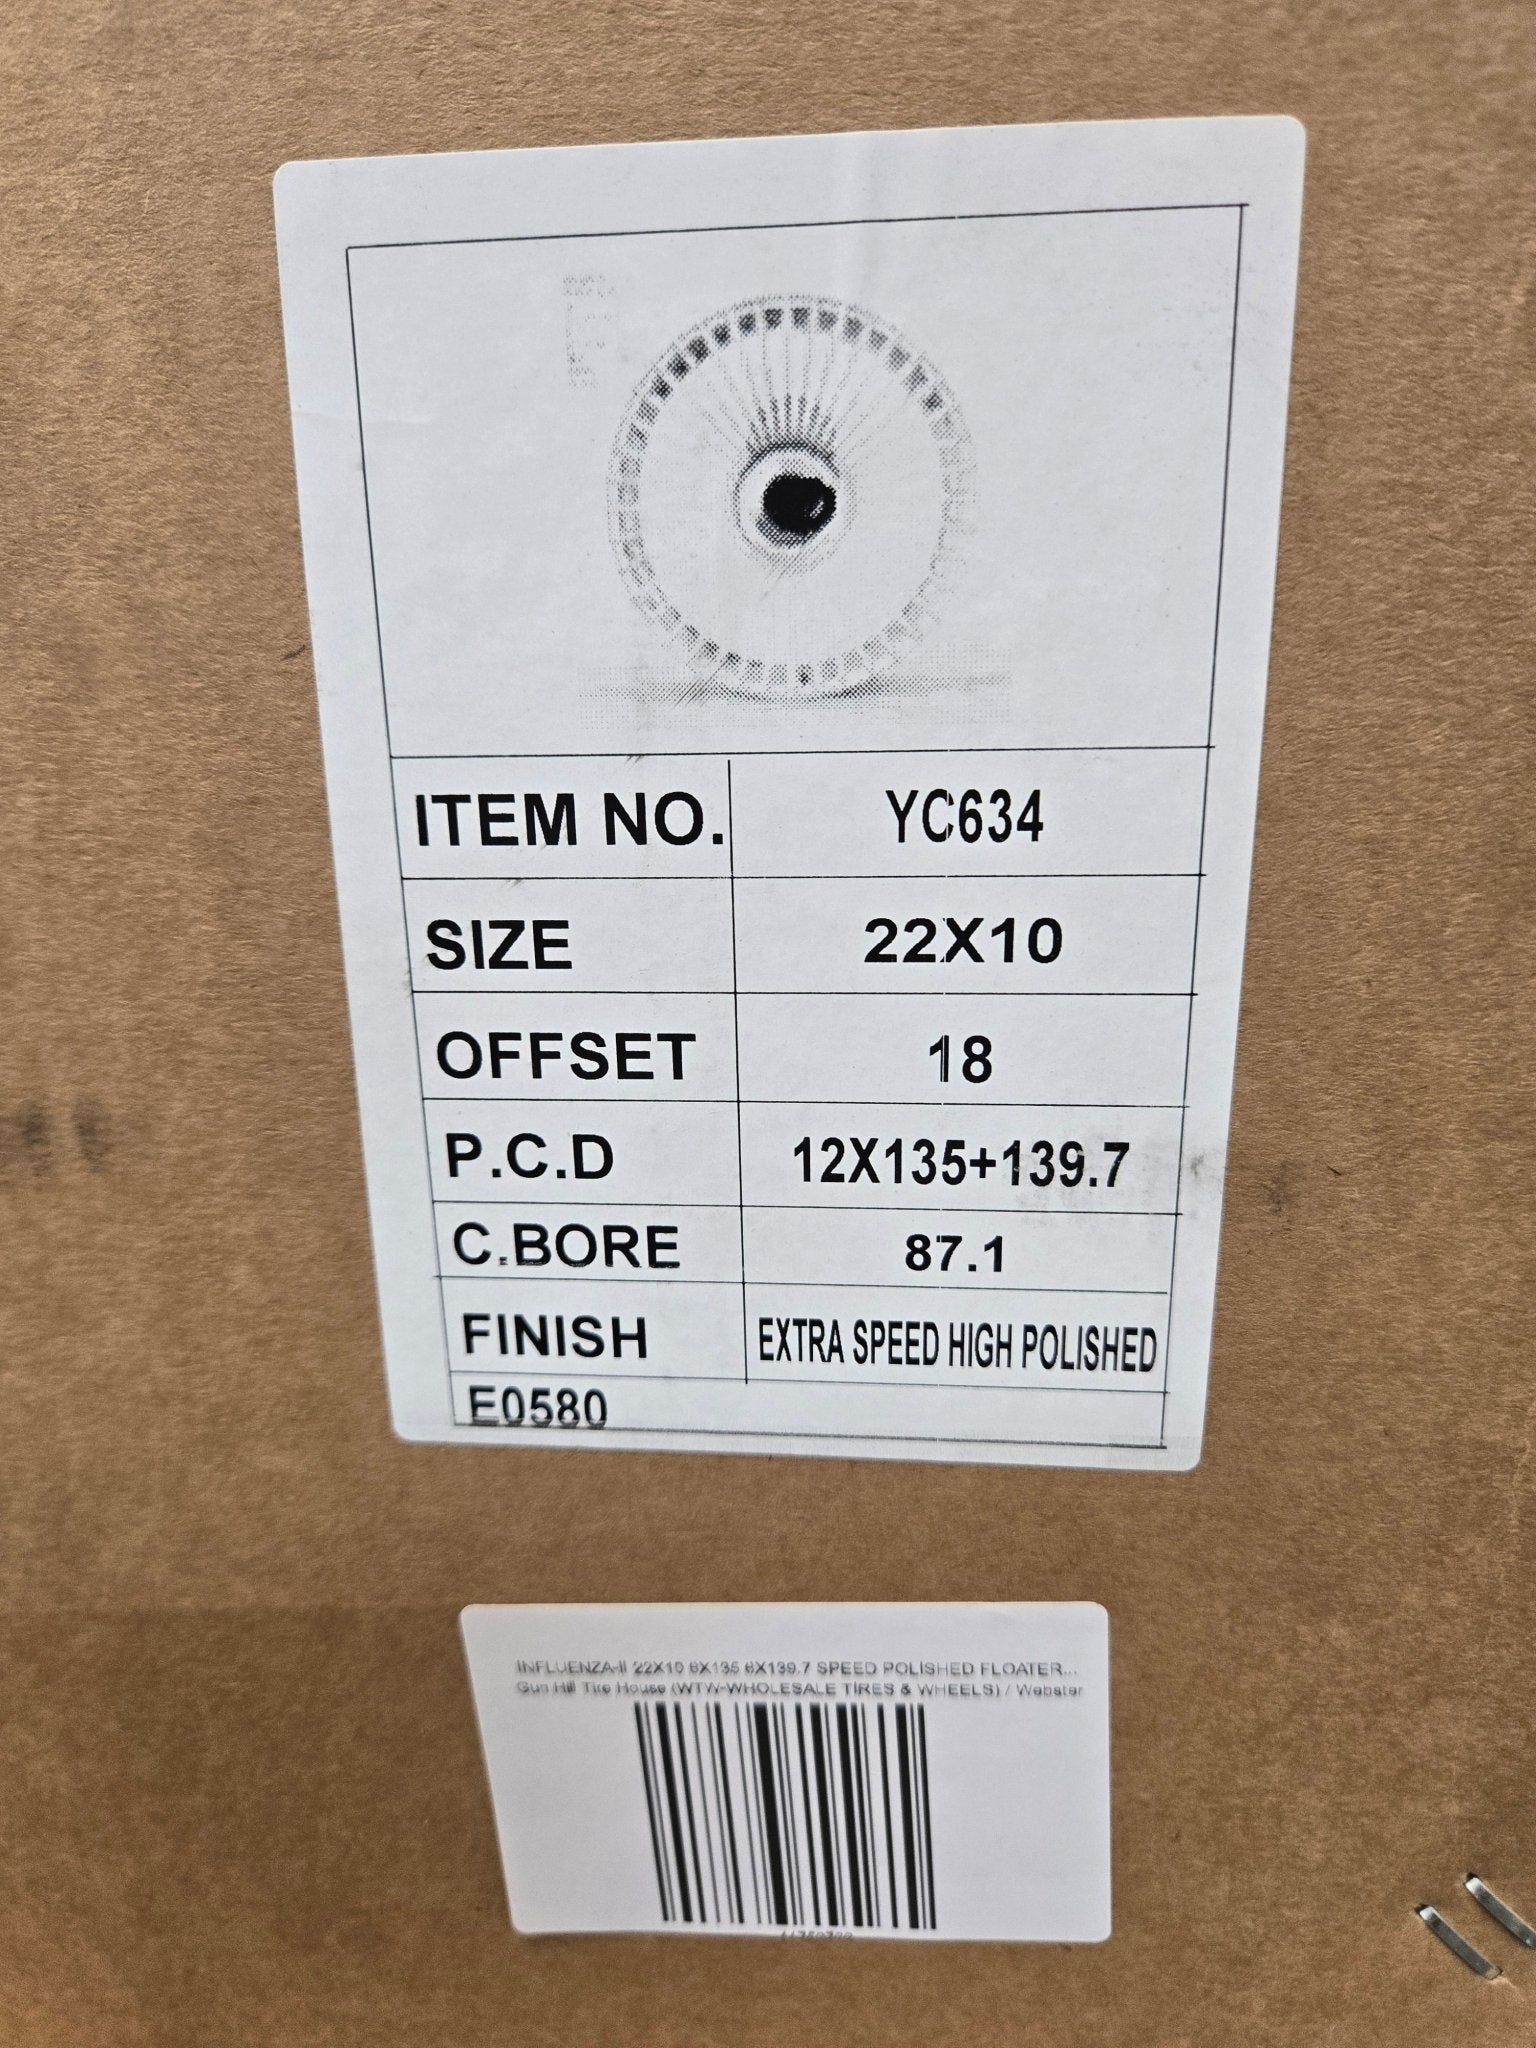 ITEM NO. YC634
SIZE 22X10
OFFSET 18
P.C.D 12X135+139.7
C.BORE 87.1
FINISH EXTRA SPEED HIGH POLISHED
E0580
INFLUENZA-II 22X10 6X135 6X139.7 SPEED POLISHED FLOATER...
Gun Hill Tire House (WTW-WHOLESALE TIRES & WHEELS) / Webster